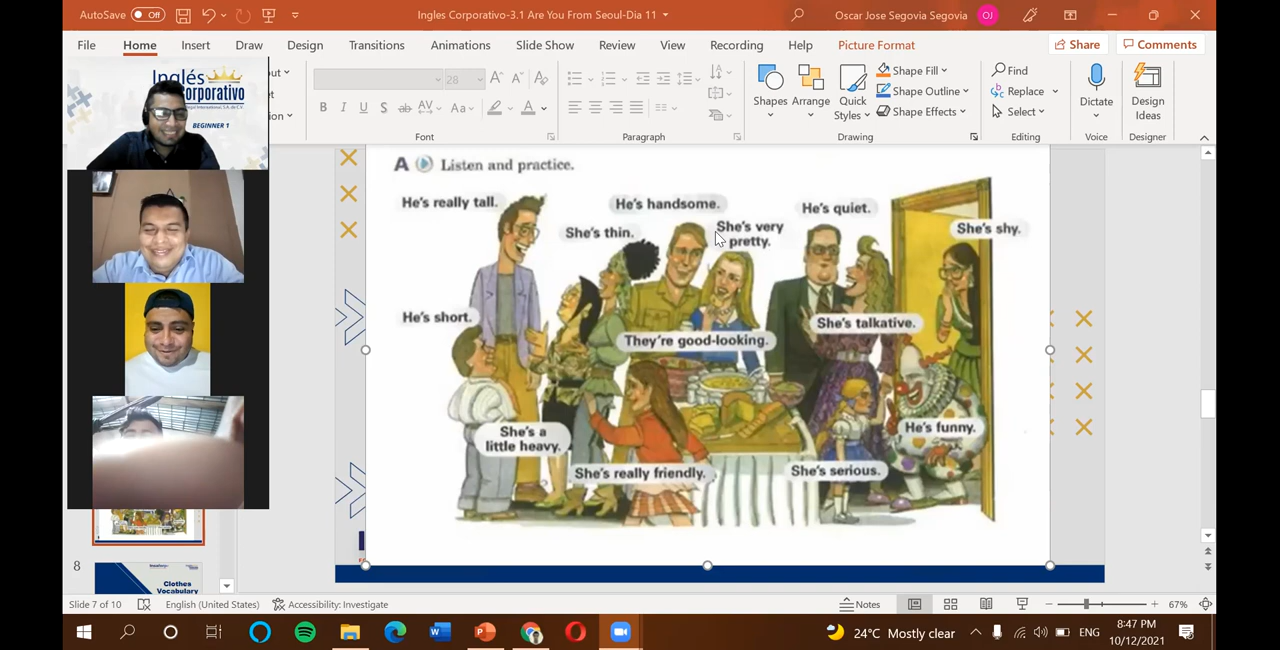 AutoSave Off
Ingles Corporativo-3.1 Are You From Seoul-Dia 11
Oscar Jose Segovia Segovia OJ
File Home Insert Draw Design Transitions Animations Slide Show Review View Recording Help Picture Format
Share Comments
Inglés
BEGINNER 1
28
Font
Paragraph
Shapes
Arrange
Quick Styles
Shape Fill
Shape Outline
Shape Effects
Drawing
Find
Replace
Select
Editing
Dictate
Voice
Design Ideas
Designer
A Listen and practice.
He's really tall.
He's handsome.
He's quiet.
She's thin.
She's very pretty.
She's shy.
He's short.
They're good-looking.
She's talkative.
She's a little heavy.
He's funny.
She's really friendly.
She's serious.
8
Clothes
Vocabulary
Slide 7 of 10 English (United States) Accessibility: Investigate
Notes
67%
24°C Mostly clear
ENG
8:47 PM
10/12/2021